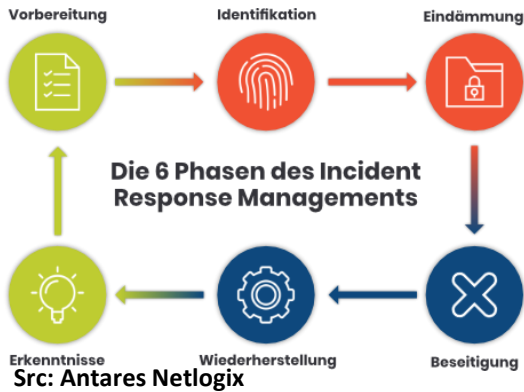 Vorbereitung
Identifikation
Eindämmung
Die 6 Phasen des Incident
Response Managements
Erkenntnisse
Wiederherstellung
Beseitigung
Src: Antares Netlogix